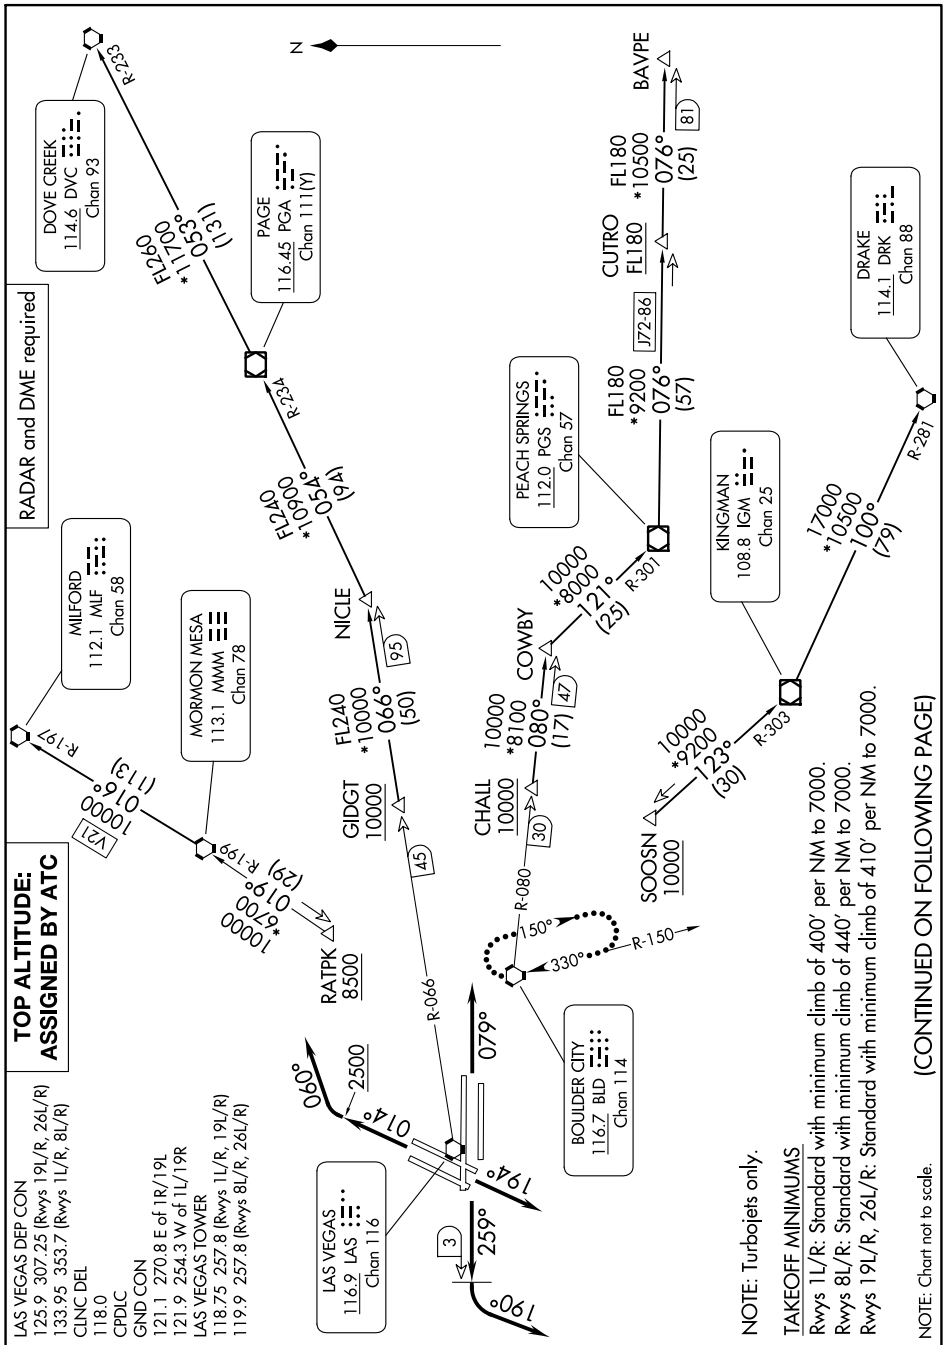 LAS VEGAS DEP CON
125.9 307.25 (Rwys 19L/R, 26L/R)
133.95 353.7 (Rwys 1L/R, 8L/R)
CLNC DEL
118.0
CPDLC
GND CON
121.1 270.8 E of 1R/19L
121.9 254.3 W of 1L/19R
LAS VEGAS TOWER
118.75 257.8 (Rwys 1L/R, 19L/R)
119.9 257.8 (Rwys 8L/R, 26L/R)
TOP ALTITUDE:
ASSIGNED BY ATC
RADAR and DME required
MILFORD
112.1 MLF
Chan 58
DOVE CREEK
114.6 DVC
Chan 93
R-233
N
R-197
V21
10000
016°
(113)
MORMON MESA
113.1 MMM
Chan 78
R-199
10000
*6700
019°
(29)
RATPK
8500
FL260
*11700
053°
(131)
PAGE
116.45 PGA
Chan 111(Y)
R-234
FL240
*10900
054°
(94)
NICLE
95
FL240
*10000
066°
(50)
GIDGT
10000
45
R-066
060°
2500
014°
LAS VEGAS
116.9 LAS
Chan 116
194°
079°
3
259°
190°
BOULDER CITY
116.7 BLD
Chan 114
150°
330°
R-150
R-080
30
CHALL
10000
10000
*8100
080°
(17)
47
COWBY
10000
*8000
121°
(25)
R-301
PEACH SPRINGS
112.0 PGS
Chan 57
FL180
*9200
076°
(57)
J72-86
CUTRO
FL180
FL180
*10500
076°
(25)
81
BAVPE
SOOSN
10000
10000
*9200
123°
(30)
R-303
KINGMAN
108.8 IGM
Chan 25
17000
*10500
100°
(79)
R-281
DRAKE
114.1 DRK
Chan 88
NOTE: Turbojets only.
TAKEOFF MINIMUMS
Rwys 1L/R: Standard with minimum climb of 400' per NM to 7000.
Rwys 8L/R: Standard with minimum climb of 440' per NM to 7000.
Rwys 19L/R, 26L/R: Standard with minimum climb of 410' per NM to 7000.
NOTE: Chart not to scale.
(CONTINUED ON FOLLOWING PAGE)